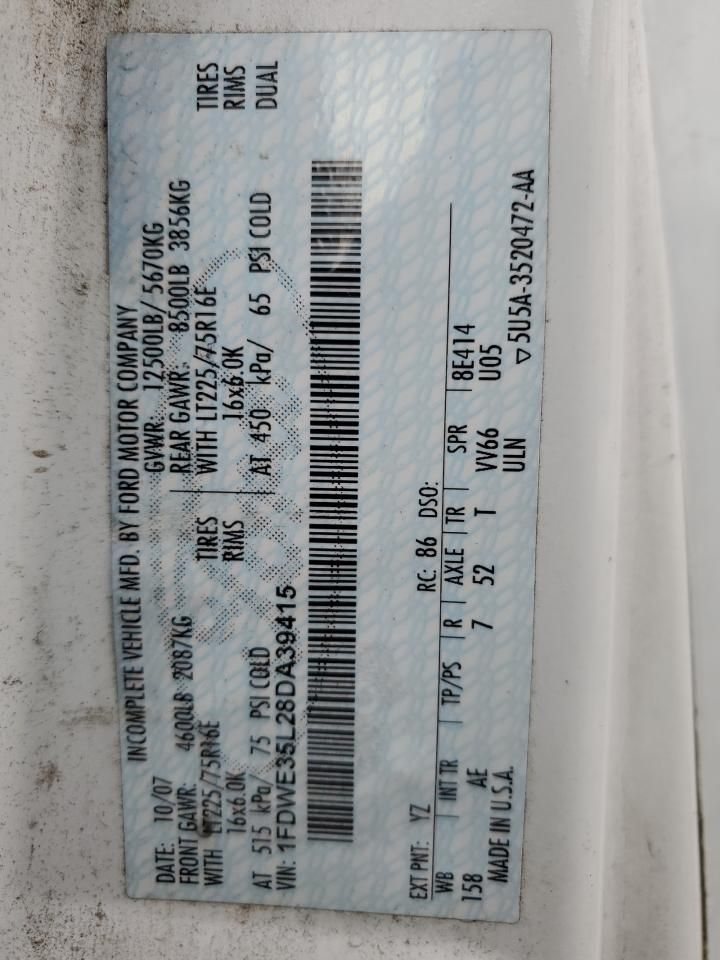 INCOMPLETE VEHICLE MFD. BY FORD MOTOR COMPANY
DATE: 10/07 GVWR: 12500LB/ 5670KG
FRONT GAWR: 4600LB 2087KG REAR GAWR: 8500LB 3856KG
WITH LT225/75R16E TIRES WITH LT225/75R16E TIRES
16x6.0K RIMS 16x6.0K RIMS
AT 515 kPa/ 75 PSI COLD AT 450 kPa/ 65 PSI COLD DUAL
VIN: 1FDWE35L28DA39415
EXT PNT: YZ RC: 86 DSO:
WB INT TR TP/PS R AXLE TR SPR
158 AE 7 52 T VV66 8E414
ULN U05
MADE IN U.S.A. ▽5U5A-3520472-AA